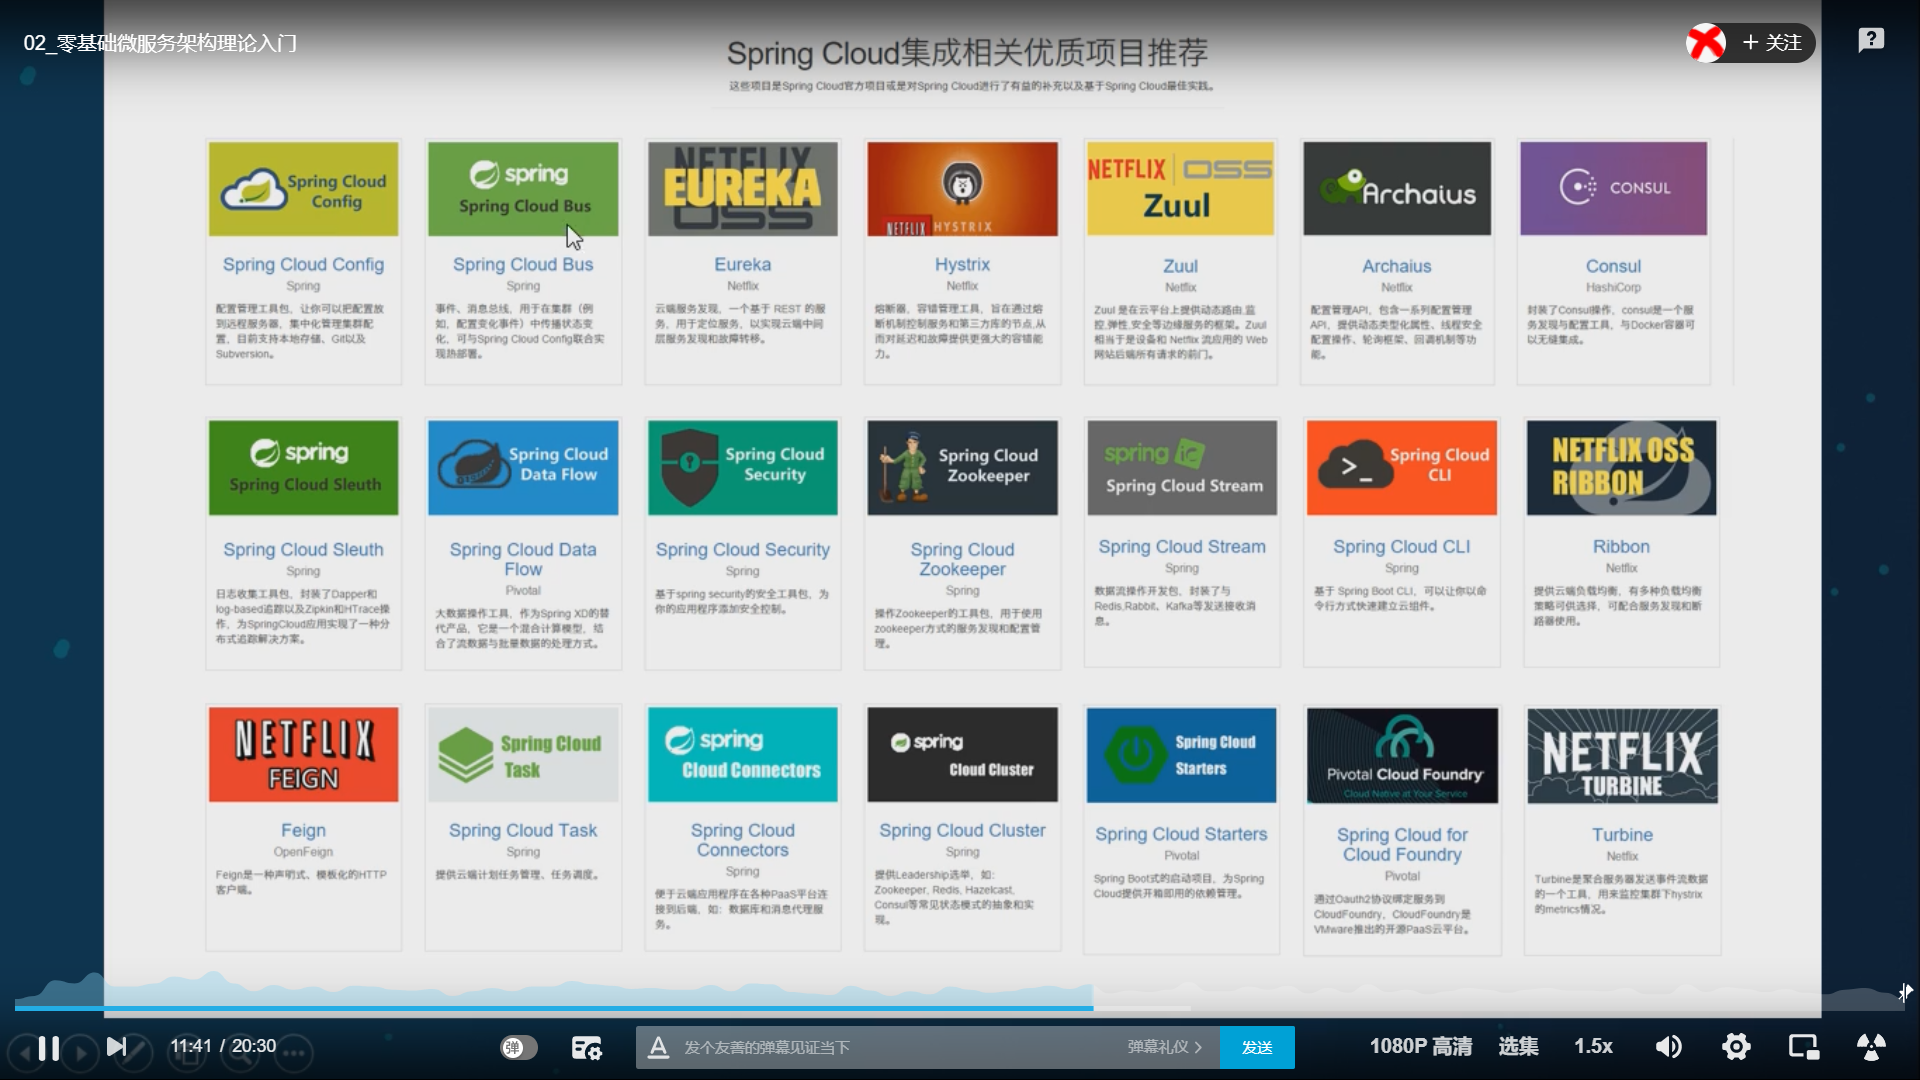 02_零基础微服务架构理论入门
+ 关注
Spring Cloud集成相关优质项目推荐
这些项目是Spring Cloud官方项目或是对Spring Cloud进行了有益的补充以及基于Spring Cloud最佳实践。
Spring Cloud
Config
Spring Cloud Config
Spring
配置管理工具包，让你可以把配置放
到远程服务器，集中化管理集群配
置，目前支持本地存储、Git以及
Subversion。
spring
Spring Cloud Bus
Spring Cloud Bus
Spring
事件、消息总线，用于在集群（例
如，配置变化事件）中传播状态变
化，可与Spring Cloud Config联合实
现热部署。
NETFLIX
EUREKA
OSS
Eureka
Netflix
云端服务发现，一个基于 REST 的服
务，用于定位服务，以实现云端中间
层服务发现和故障转移。
NETFLIX HYSTRIX
Hystrix
Netflix
熔断器，容错管理工具，旨在通过熔
断机制控制服务和第三方库的节点,从
而对延迟和故障提供更强大的容错能
力。
NETFLIX OSS
Zuul
Zuul
Netflix
Zuul 是在云平台上提供动态路由,监
控,弹性,安全等边缘服务的框架。Zuul
相当于是设备和 Netflix 流应用的 Web
网站后端所有请求的前门。
Archaius
Archaius
Netflix
配置管理API，包含一系列配置管理
API，提供动态类型化属性、线程安全
配置操作、轮询框架、回调机制等功
能。
CONSUL
Consul
HashiCorp
封装了Consul操作，consul是一个服
务发现与配置工具，与Docker容器可
以无缝集成。
spring
Spring Cloud Sleuth
Spring Cloud Sleuth
Spring
日志收集工具包，封装了Dapper和
log-based追踪以及Zipkin和HTrace操
作，为SpringCloud应用实现了一种分
布式追踪解决方案。
Spring Cloud
Data Flow
Spring Cloud Data
Flow
Pivotal
大数据操作工具，作为Spring XD的替
代产品，它是一个混合计算模型，结
合了流数据与批量数据的处理方式。
Spring Cloud
Security
Spring Cloud Security
Spring
基于spring security的安全工具包，为
你的应用程序添加安全控制。
Spring Cloud
Zookeeper
Spring Cloud
Zookeeper
Spring
操作Zookeeper的工具包，用于使用
zookeeper方式的服务发现和配置管
理。
spring
Spring Cloud Stream
Spring Cloud Stream
Spring
数据流操作开发包，封装了与
Redis,Rabbit、Kafka等发送接收消
息。
Spring Cloud
CLI
Spring Cloud CLI
Spring
基于 Spring Boot CLI，可以让你以命
令行方式快速建立云组件。
NETFLIX OSS
RIBBON
Ribbon
Netflix
提供云端负载均衡，有多种负载均衡
策略可供选择，可配合服务发现和断
路器使用。
NETFLIX
FEIGN
Feign
OpenFeign
Feign是一种声明式、模板化的HTTP
客户端。
Spring Cloud
Task
Spring Cloud Task
Spring
提供云端计划任务管理、任务调度。
spring
Cloud Connectors
Spring Cloud
Connectors
Spring
便于云端应用程序在各种PaaS平台连
接到后端，如：数据库和消息代理服
务。
spring
Cloud Cluster
Spring Cloud Cluster
Spring
提供Leadership选举，如：
Zookeeper, Redis, Hazelcast,
Consul等常见状态模式的抽象和实
现。
Spring Cloud
Starters
Spring Cloud Starters
Pivotal
Spring Boot式的启动项目，为Spring
Cloud提供开箱即用的依赖管理。
Pivotal Cloud Foundry
Cloud Native at Your Service
Spring Cloud for
Cloud Foundry
Pivotal
通过Oauth2协议绑定服务到
CloudFoundry，CloudFoundry是
VMware推出的开源PaaS云平台。
NETFLIX
TURBINE
Turbine
Netflix
Turbine是聚合服务器发送事件流数据
的一个工具，用来监控集群下hystrix
的metrics情况。
11:41 / 20:30
弹
发个友善的弹幕见证当下
弹幕礼仪 >
发送
1080P 高清
选集
1.5x